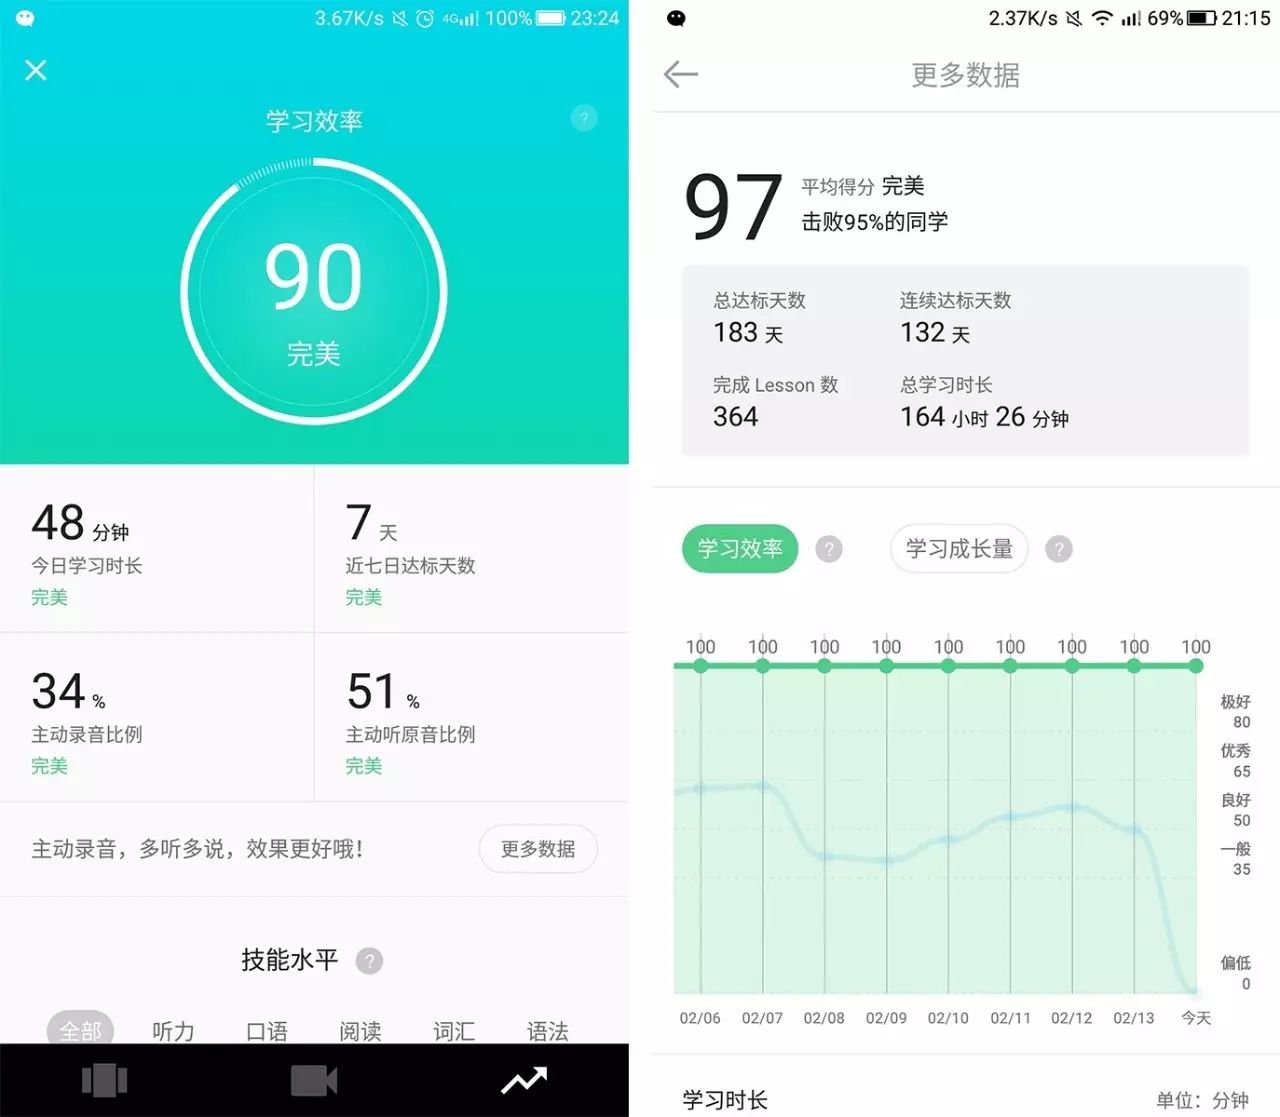 3.67K/s 4G 100% 23:24
学习效率 ?
90
完美
48 分钟
今日学习时长
完美
7 天
近七日达标天数
完美
34 %
主动录音比例
完美
51 %
主动听原音比例
完美
主动录音，多听多说，效果更好哦！ 更多数据
技能水平 ?
全部 听力 口语 阅读 词汇 语法
2.37K/s 69% 21:15
更多数据
97 平均得分 完美
击败95%的同学
总达标天数
183 天
连续达标天数
132 天
完成 Lesson 数
364
总学习时长
164 小时 26 分钟
学习效率 ? 学习成长量 ?
100 100 100 100 100 100 100 100 100
极好
80
优秀
65
良好
50
一般
35
偏低
0
02/06 02/07 02/08 02/09 02/10 02/11 02/12 02/13 今天
学习时长 单位：分钟